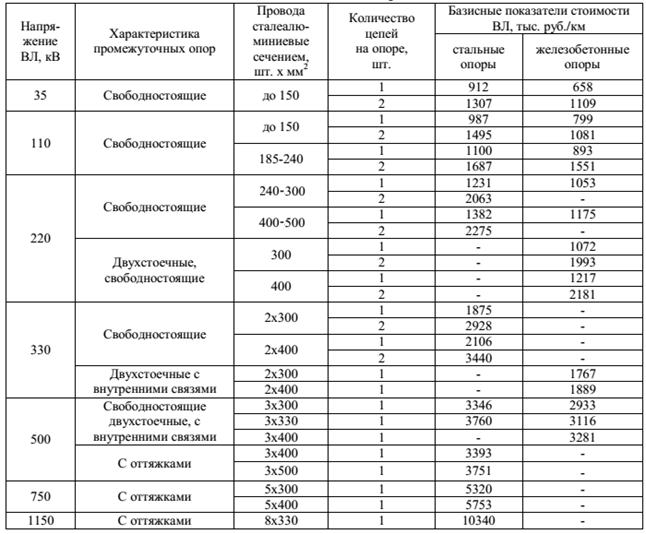 Напря-
жение
ВЛ, кВ
Характеристика
промежуточных опор
Провода
сталеалю-
миниевые
сечением,
шт. х мм2
Количество
цепей
на опоре,
шт.
Базисные показатели стоимости
ВЛ, тыс. руб./км
стальные
опоры
железобетонные
опоры
35 Свободностоящие до 150 1 912 658
2 1307 1109
110 Свободностоящие до 150 1 987 799
2 1495 1081
185-240 1 1100 893
2 1687 1551
220 Свободностоящие 240-300 1 1231 1053
2 2063 -
400-500 1 1382 1175
2 2275 -
Двухстоечные,
свободностоящие
300 1 - 1072
2 - 1993
400 1 - 1217
2 - 2181
330 Свободностоящие 2х300 1 1875 -
2 2928 -
2х400 1 2106 -
2 3440 -
Двухстоечные с
внутренними связями
2х300 1 - 1767
2х400 1 - 1889
500 Свободностоящие
двухстоечные, с
внутренними связями
3х300 1 3346 2933
3х330 1 3760 3116
3х400 1 - 3281
С оттяжками 3х400 1 3393 -
3х500 1 3751 -
750 С оттяжками 5х300 1 5320 -
5х400 1 5753 -
1150 С оттяжками 8х330 1 10340 -